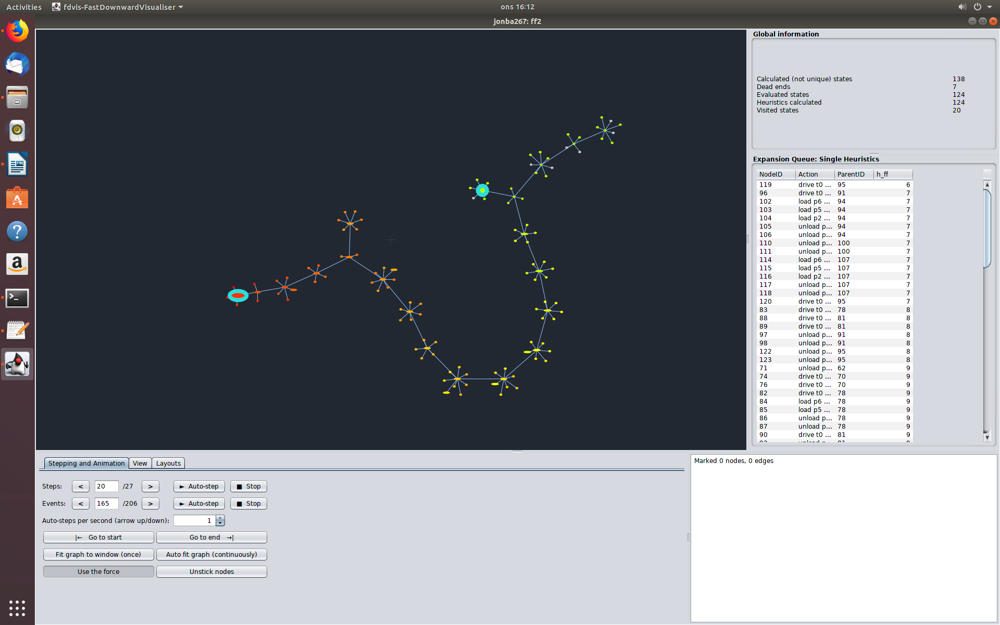 Activities fdvis-FastDownwardVisualiser ons 16:12
jonba267: ff2
Global information
Calculated (not unique) states 138
Dead ends 7
Evaluated states 124
Heuristics calculated 124
Visited states 20
Expansion Queue: Single Heuristics
NodeID Action ParentID h_ff
119 drive t0 ... 95 6
96 drive t0 ... 91 7
102 load p6 ... 94 7
103 load p5 ... 94 7
104 load p2 ... 94 7
105 unload p... 94 7
106 unload p... 94 7
110 unload p... 100 7
111 unload p... 100 7
114 load p6 ... 107 7
115 load p5 ... 107 7
116 load p2 ... 107 7
117 unload p... 107 7
118 unload p... 107 7
120 drive t0 ... 95 7
83 drive t0 ... 78 8
88 drive t0 ... 81 8
89 drive t0 ... 81 8
97 unload p... 91 8
98 unload p... 91 8
122 unload p... 95 8
123 unload p... 95 8
71 unload p... 62 9
74 drive t0 ... 70 9
76 drive t0 ... 70 9
82 drive t0 ... 78 9
84 load p6 ... 78 9
85 load p5 ... 78 9
86 unload p... 78 9
87 unload p... 78 9
90 drive t0 ... 81 9
Stepping and Animation View Layouts
Steps: < 20 /27 > ► Auto-step ■ Stop
Events: < 165 /206 > ► Auto-step ■ Stop
Auto-steps per second (arrow up/down): 1
|← Go to start Go to end →|
Fit graph to window (once) Auto fit graph (continuously)
Use the force Unstick nodes
Marked 0 nodes, 0 edges